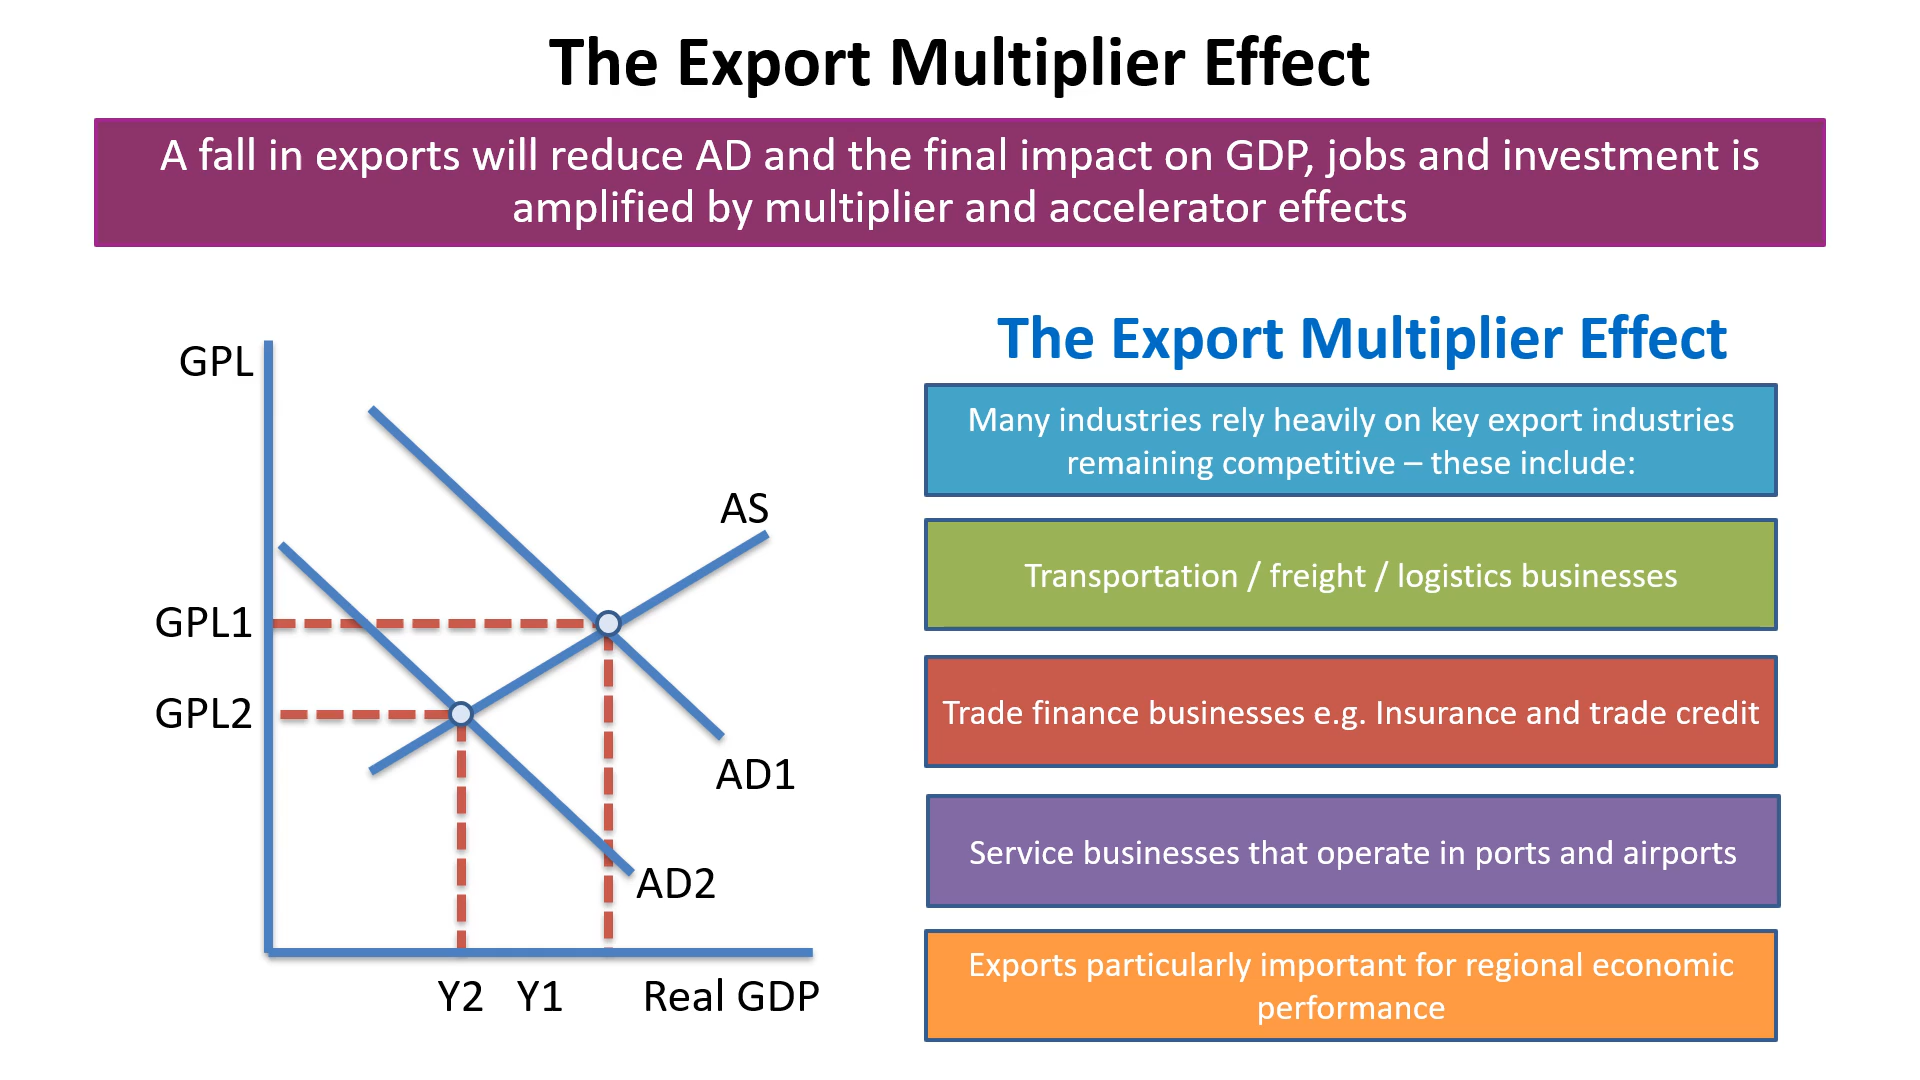 The Export Multiplier Effect
A fall in exports will reduce AD and the final impact on GDP, jobs and investment is
amplified by multiplier and accelerator effects
GPL
AS
GPL1
GPL2
AD1
AD2
Y2
Y1
Real GDP
The Export Multiplier Effect
Many industries rely heavily on key export industries
remaining competitive – these include:
Transportation / freight / logistics businesses
Trade finance businesses e.g. Insurance and trade credit
Service businesses that operate in ports and airports
Exports particularly important for regional economic
performance